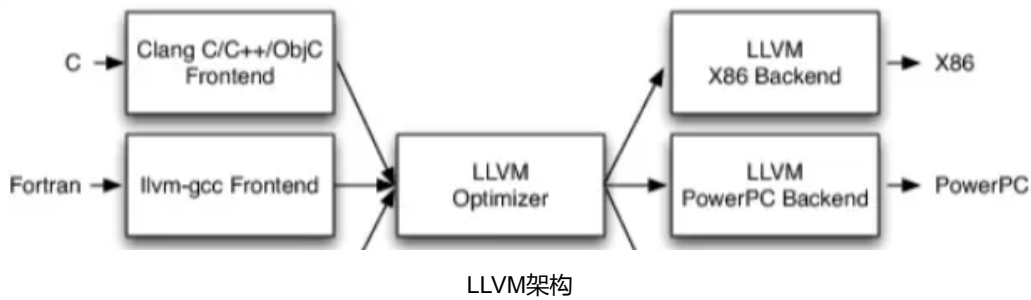 C
Clang C/C++/ObjC
Frontend
LLVM
X86 Backend
X86
Fortran
llvm-gcc Frontend
LLVM
Optimizer
LLVM
PowerPC Backend
PowerPC
LLVM架构